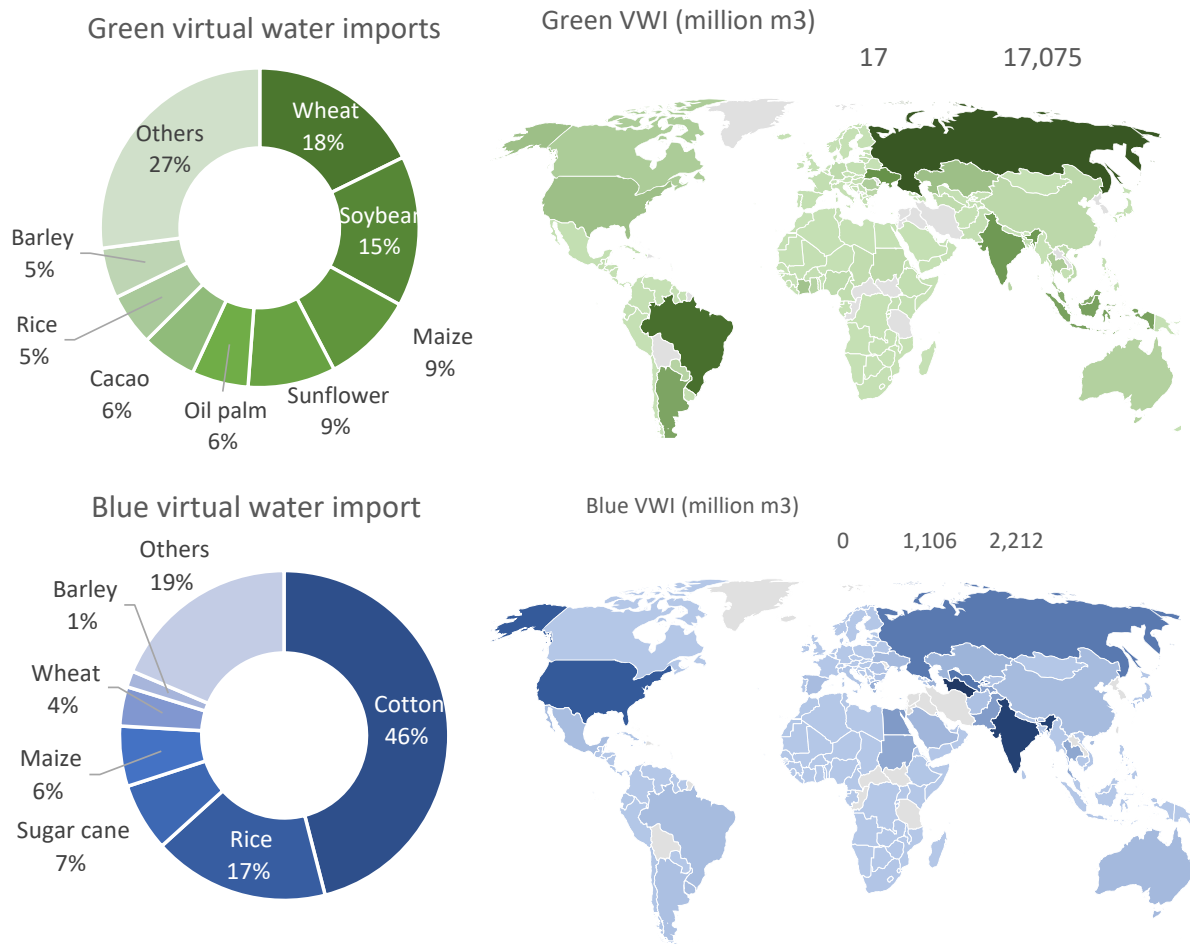 Green virtual water imports
Wheat
18%
Soybean
15%
Maize
9%
Sunflower
9%
Oil palm
6%
Cacao
6%
Rice
5%
Barley
5%
Others
27%
Green VWI (million m3)
17 17,075
Blue virtual water import
Cotton
46%
Rice
17%
Sugar cane
7%
Maize
6%
Wheat
4%
Barley
1%
Others
19%
Blue VWI (million m3)
0 1,106 2,212